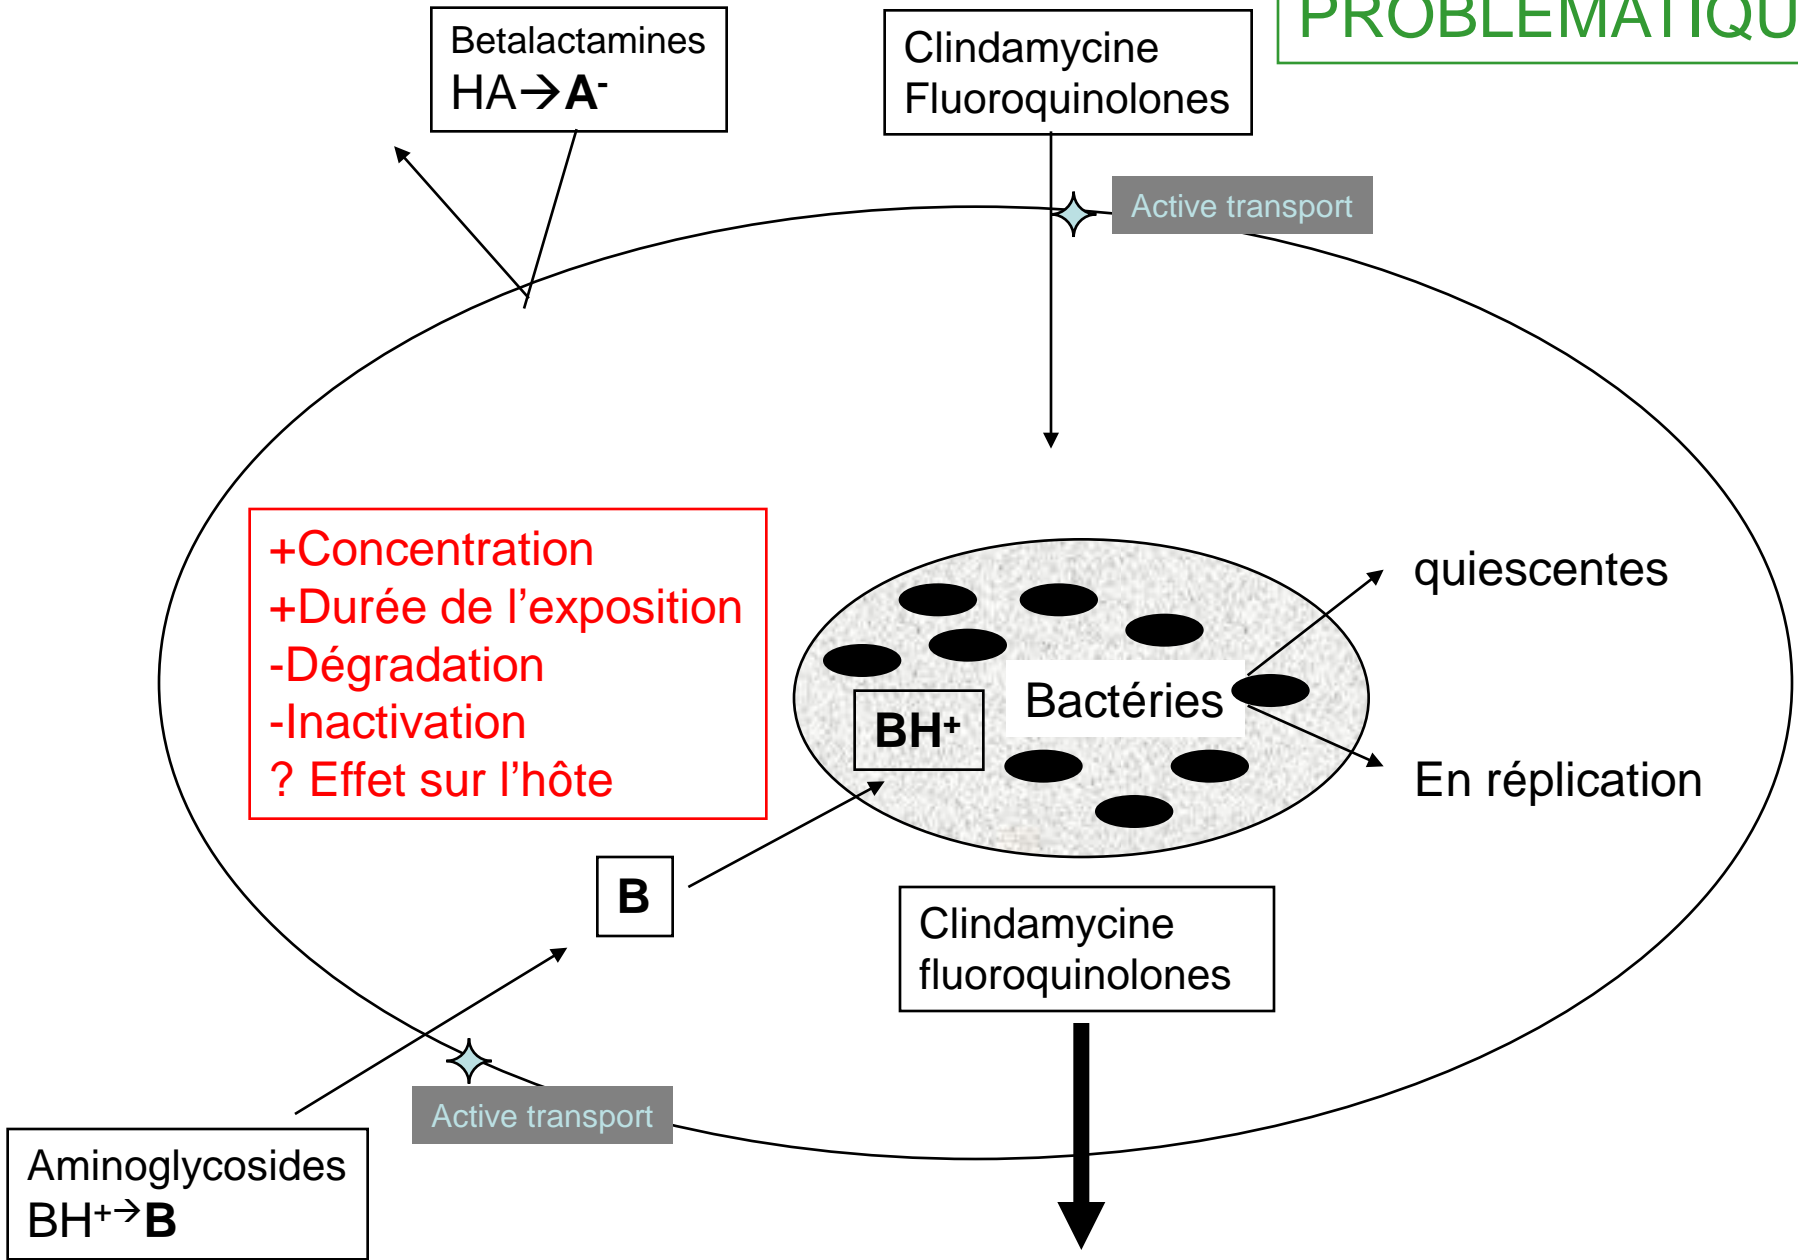 PROBLEMATIQU
Betalactamines
HA→A⁻
Clindamycine
Fluoroquinolones
Active transport
+Concentration
+Durée de l’exposition
-Dégradation
-Inactivation
? Effet sur l’hôte
quiescentes
Bactéries
BH⁺
En réplication
B
Clindamycine
fluoroquinolones
Active transport
Aminoglycosides
BH⁺→B